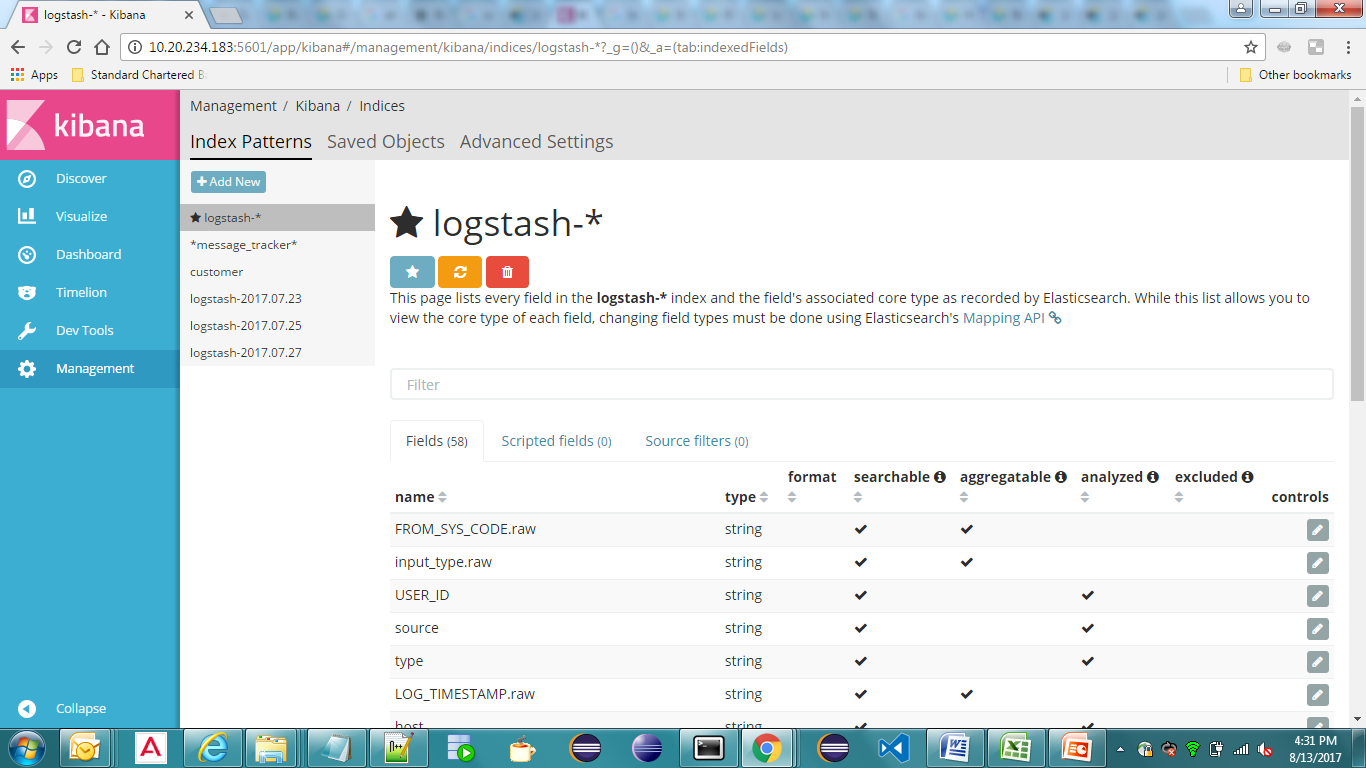 logstash-* - Kibana
10.20.234.183:5601/app/kibana#/management/kibana/indices/logstash-*?_g=()&_a=(tab:indexedFields)
Apps Standard Chartered B Other bookmarks
kibana
Discover
Visualize
Dashboard
Timelion
Dev Tools
Management
Collapse
Management / Kibana / Indices
Index Patterns Saved Objects Advanced Settings
Add New
logstash-*
*message_tracker*
customer
logstash-2017.07.23
logstash-2017.07.25
logstash-2017.07.27
logstash-*
This page lists every field in the logstash-* index and the field's associated core type as recorded by Elasticsearch. While this list allows you to
view the core type of each field, changing field types must be done using Elasticsearch's Mapping API
Filter
Fields (58) Scripted fields (0) Source filters (0)
name type format searchable aggregatable analyzed excluded controls
FROM_SYS_CODE.raw string
input_type.raw string
USER_ID string
source string
type string
LOG_TIMESTAMP.raw string
host string
4:31 PM
8/13/2017